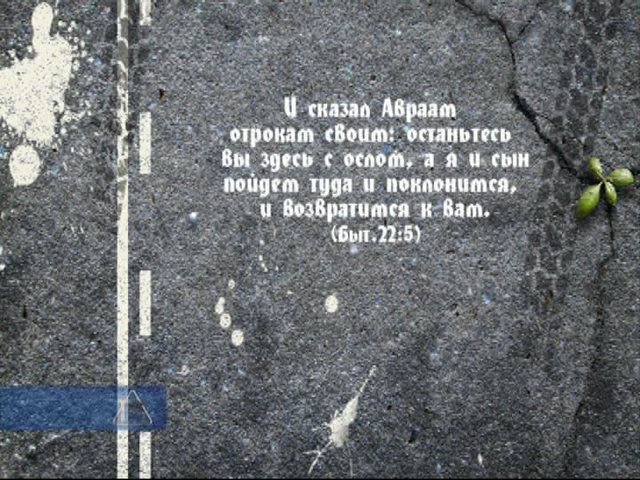 И сказал Авраам
отрокам своим: останьтесь
вы здесь с ослом, а я и сын
пойдем туда и поклонимся,
и возвратимся к вам.
(Быт.22:5)